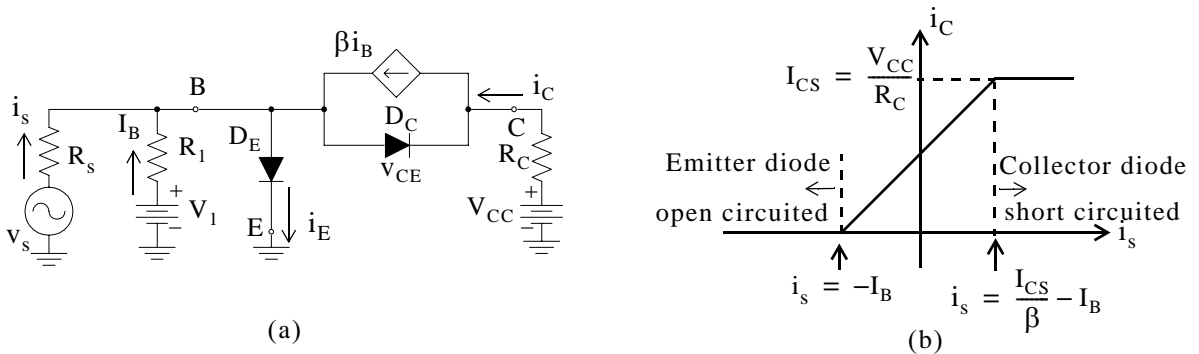 βi_B
i_C
B
i_s
I_B
D_E
D_C
C
R_s
R_1
v_CE
R_C
+
V_1
−
+
V_CC
−
v_s
E
i_E
(a)
i_C
I_CS = V_CC/R_C
Emitter diode
open circuited
Collector diode
short circuited
i_s
i_s = −I_B
i_s = I_CS/β − I_B
(b)